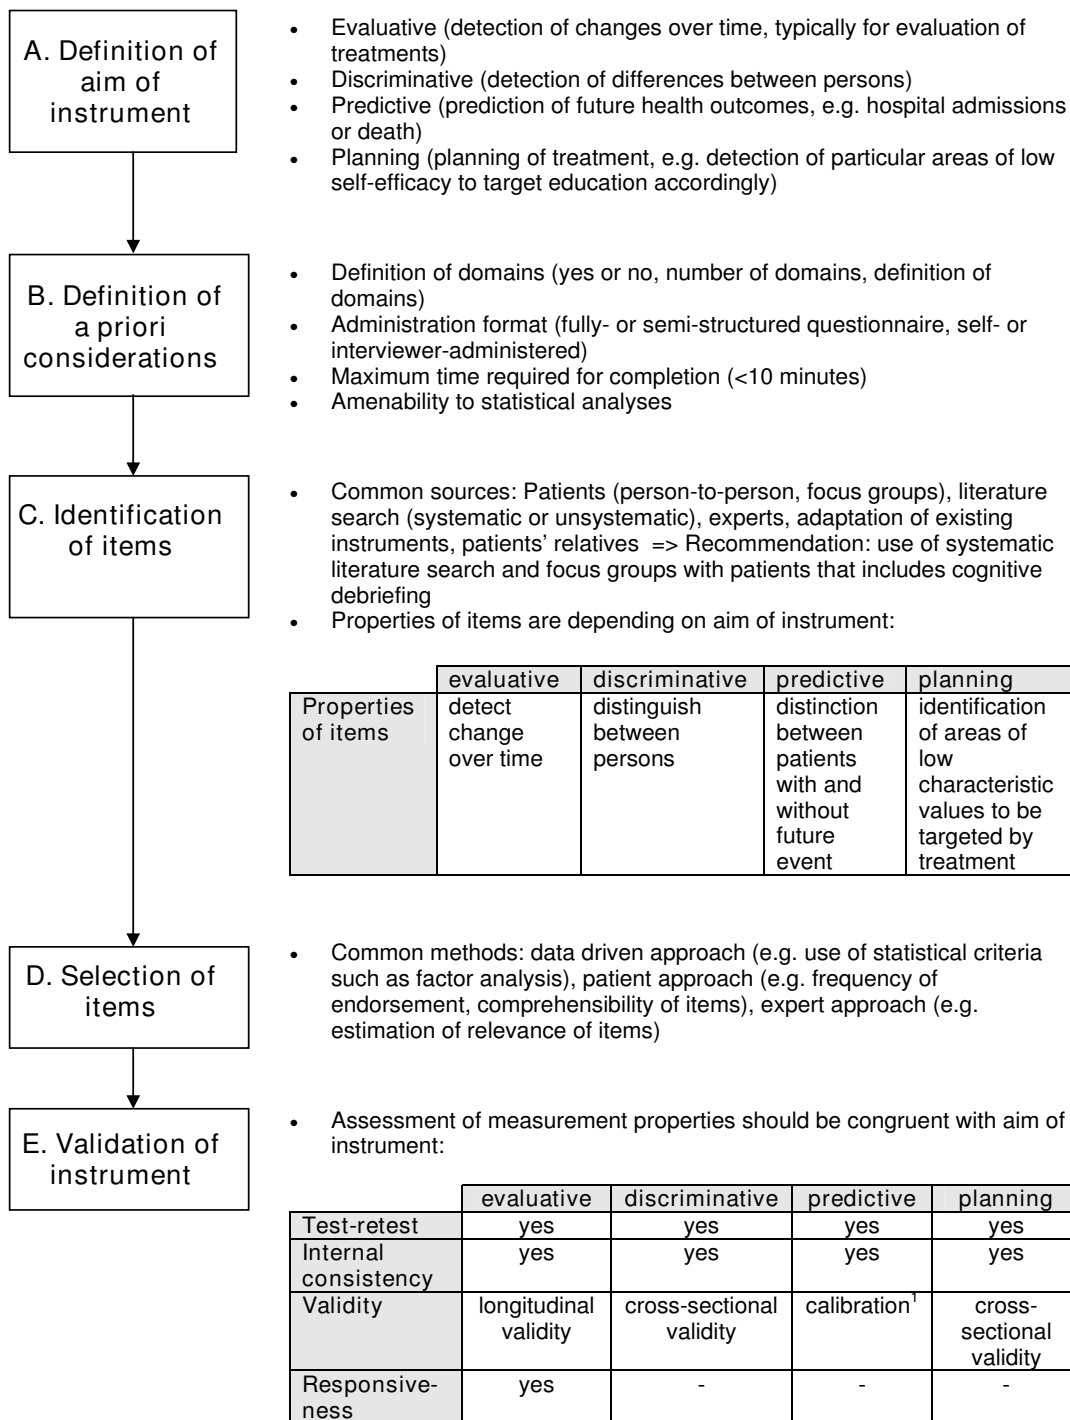 A. Definition of
aim of
instrument
• Evaluative (detection of changes over time, typically for evaluation of
treatments)
• Discriminative (detection of differences between persons)
• Predictive (prediction of future health outcomes, e.g. hospital admissions
or death)
• Planning (planning of treatment, e.g. detection of particular areas of low
self-efficacy to target education accordingly)
B. Definition of
a priori
considerations
• Definition of domains (yes or no, number of domains, definition of
domains)
• Administration format (fully- or semi-structured questionnaire, self- or
interviewer-administered)
• Maximum time required for completion (<10 minutes)
• Amenability to statistical analyses
C. Identification
of items
• Common sources: Patients (person-to-person, focus groups), literature
search (systematic or unsystematic), experts, adaptation of existing
instruments, patients' relatives => Recommendation: use of systematic
literature search and focus groups with patients that includes cognitive
debriefing
• Properties of items are depending on aim of instrument:
evaluative discriminative predictive planning
Properties detect distinguish distinction identification
of items change between between of areas of
over time persons patients low
with and characteristic
without values to be
future targeted by
event treatment
D. Selection of
items
• Common methods: data driven approach (e.g. use of statistical criteria
such as factor analysis), patient approach (e.g. frequency of
endorsement, comprehensibility of items), expert approach (e.g.
estimation of relevance of items)
E. Validation of
instrument
• Assessment of measurement properties should be congruent with aim of
instrument:
evaluative discriminative predictive planning
Test-retest yes yes yes yes
Internal yes yes yes yes
consistency
Validity longitudinal cross-sectional calibration¹ cross-
validity validity sectional
validity
Responsive- yes - - -
ness